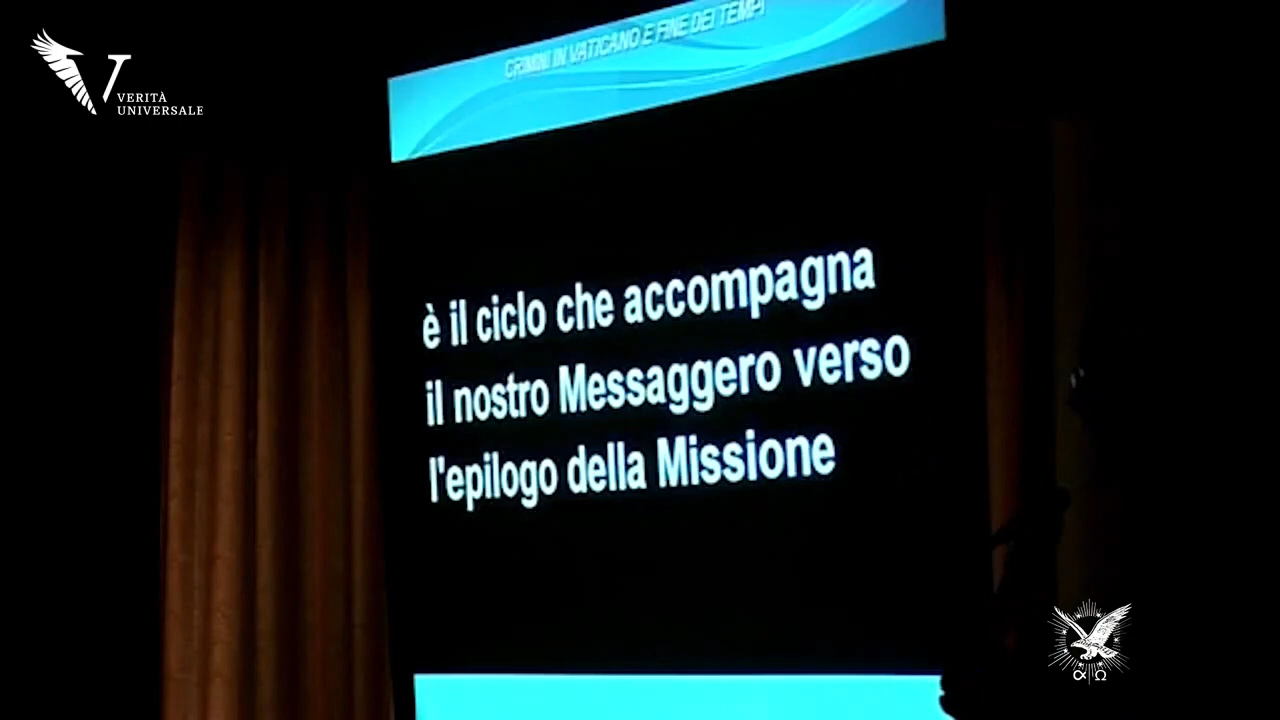 CRIMINI IN VATICANO E FINE DEI TEMPI
V
VERITÀ
UNIVERSALE
è il ciclo che accompagna
il nostro Messaggero verso
l'epilogo della Missione
α Ω